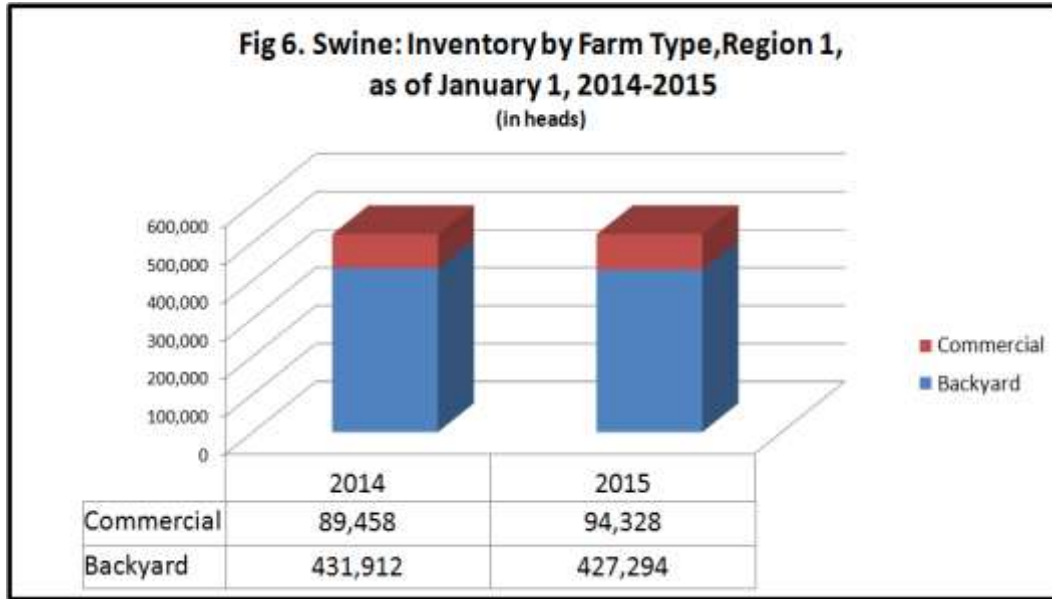 Fig 6. Swine: Inventory by Farm Type,Region 1,
as of January 1, 2014-2015
(in heads)
600,000
500,000
400,000
300,000
200,000
100,000
0
Commercial
Backyard
2014 2015
Commercial 89,458 94,328
Backyard 431,912 427,294